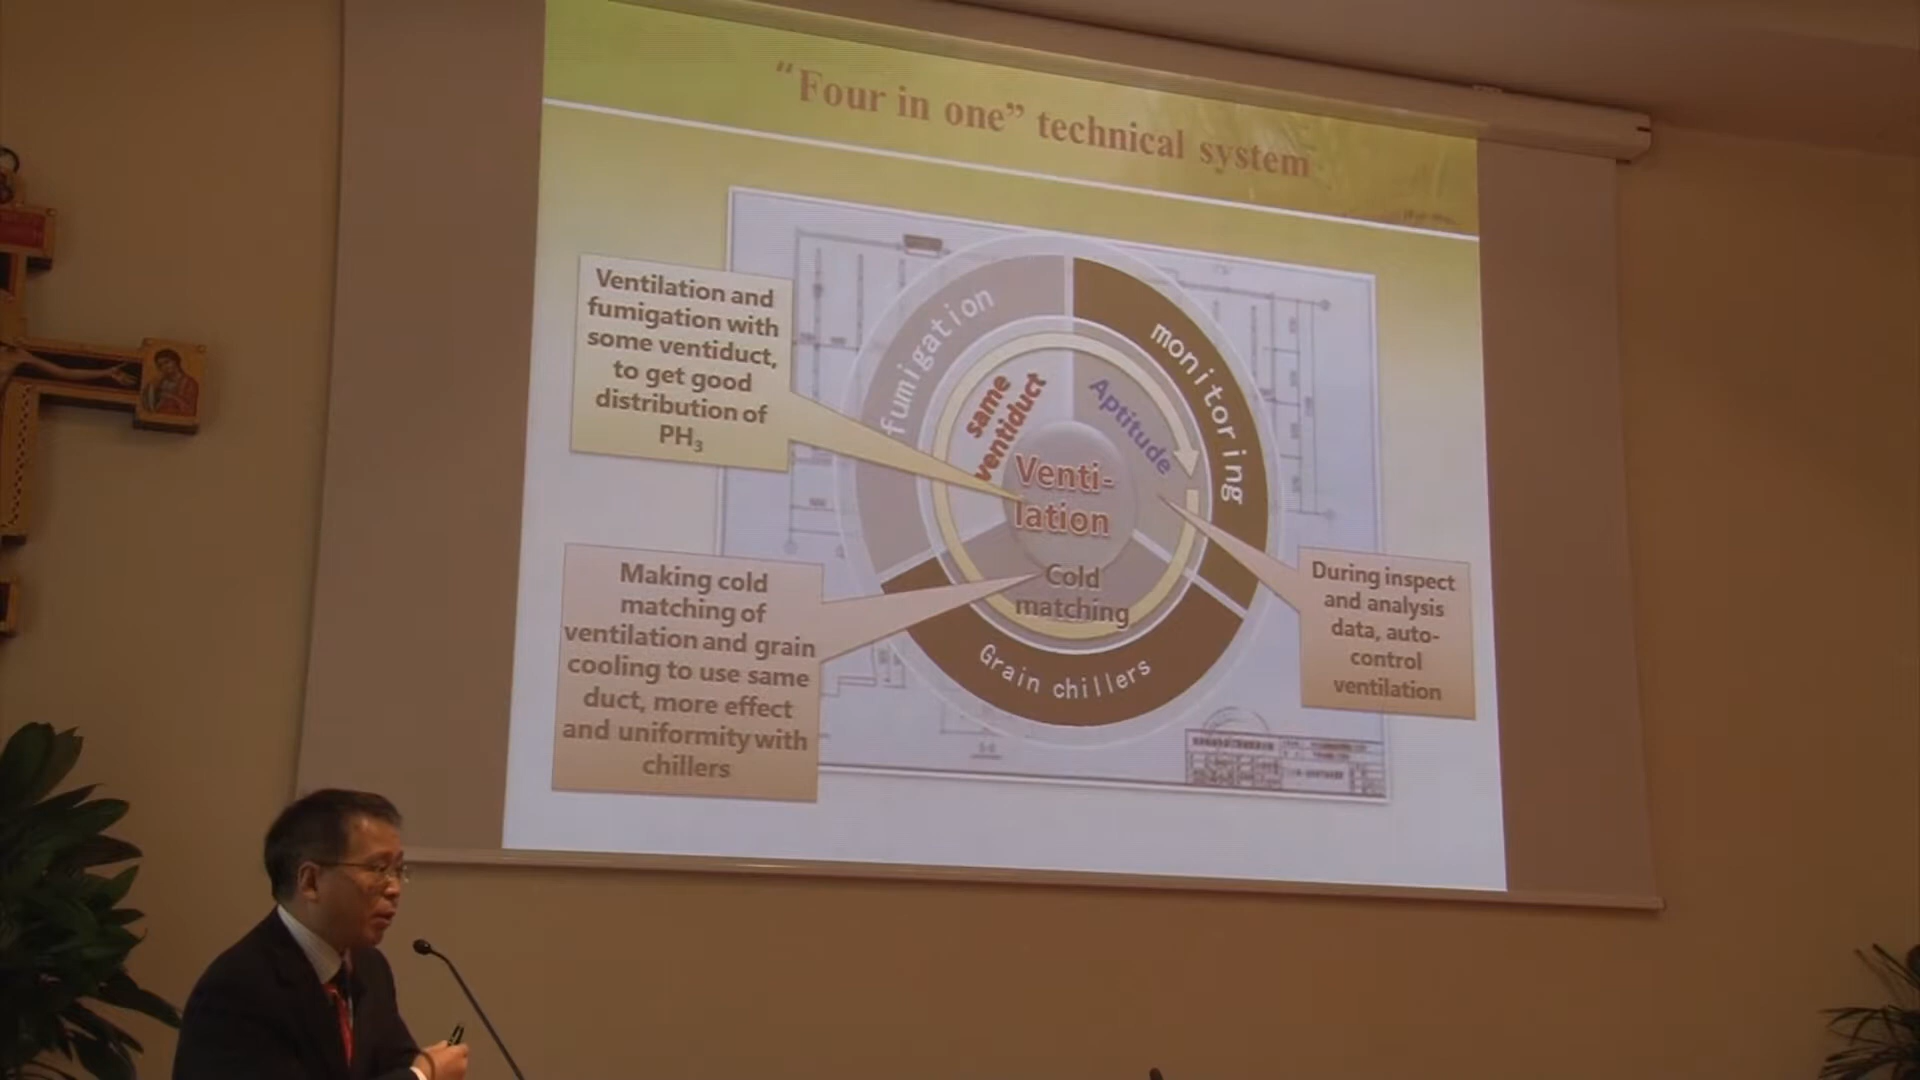 “Four in one” technical system
Ventilation and
fumigation with
some ventiduct,
to get good
distribution of
PH₃
fumigation
monitoring
same
ventiduct
Aptitude
Venti-
lation
Cold
matching
Grain chillers
Making cold
matching of
ventilation and grain
cooling to use same
duct, more effect
and uniformity with
chillers
During inspect
and analysis
data, auto-
control
ventilation